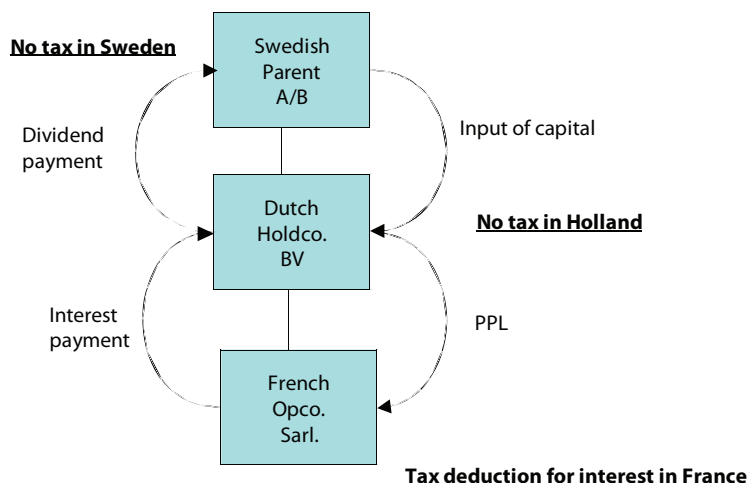 No tax in Sweden
Swedish
Parent
A/B
Dividend
payment
Input of capital
Dutch
Holdco.
BV
No tax in Holland
Interest
payment
PPL
French
Opco.
Sarl.
Tax deduction for interest in France